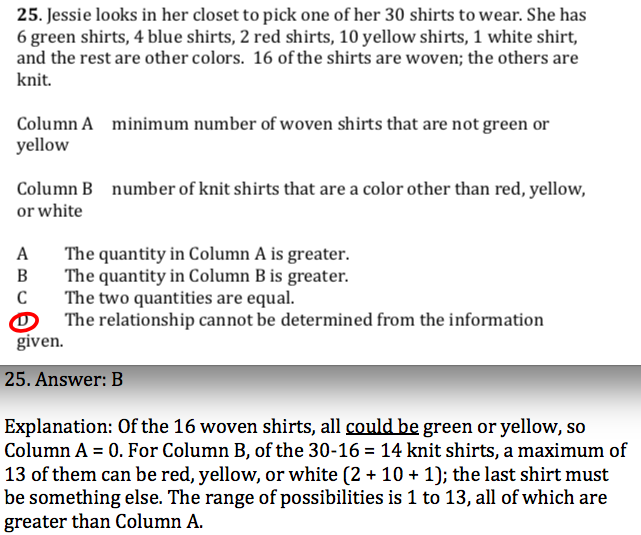 25. Jessie looks in her closet to pick one of her 30 shirts to wear. She has
6 green shirts, 4 blue shirts, 2 red shirts, 10 yellow shirts, 1 white shirt,
and the rest are other colors. 16 of the shirts are woven; the others are
knit.
Column A minimum number of woven shirts that are not green or
yellow
Column B number of knit shirts that are a color other than red, yellow,
or white
A The quantity in Column A is greater.
B The quantity in Column B is greater.
C The two quantities are equal.
D The relationship cannot be determined from the information
given.
25. Answer: B
Explanation: Of the 16 woven shirts, all could be green or yellow, so
Column A = 0. For Column B, of the 30-16 = 14 knit shirts, a maximum of
13 of them can be red, yellow, or white (2 + 10 + 1); the last shirt must
be something else. The range of possibilities is 1 to 13, all of which are
greater than Column A.